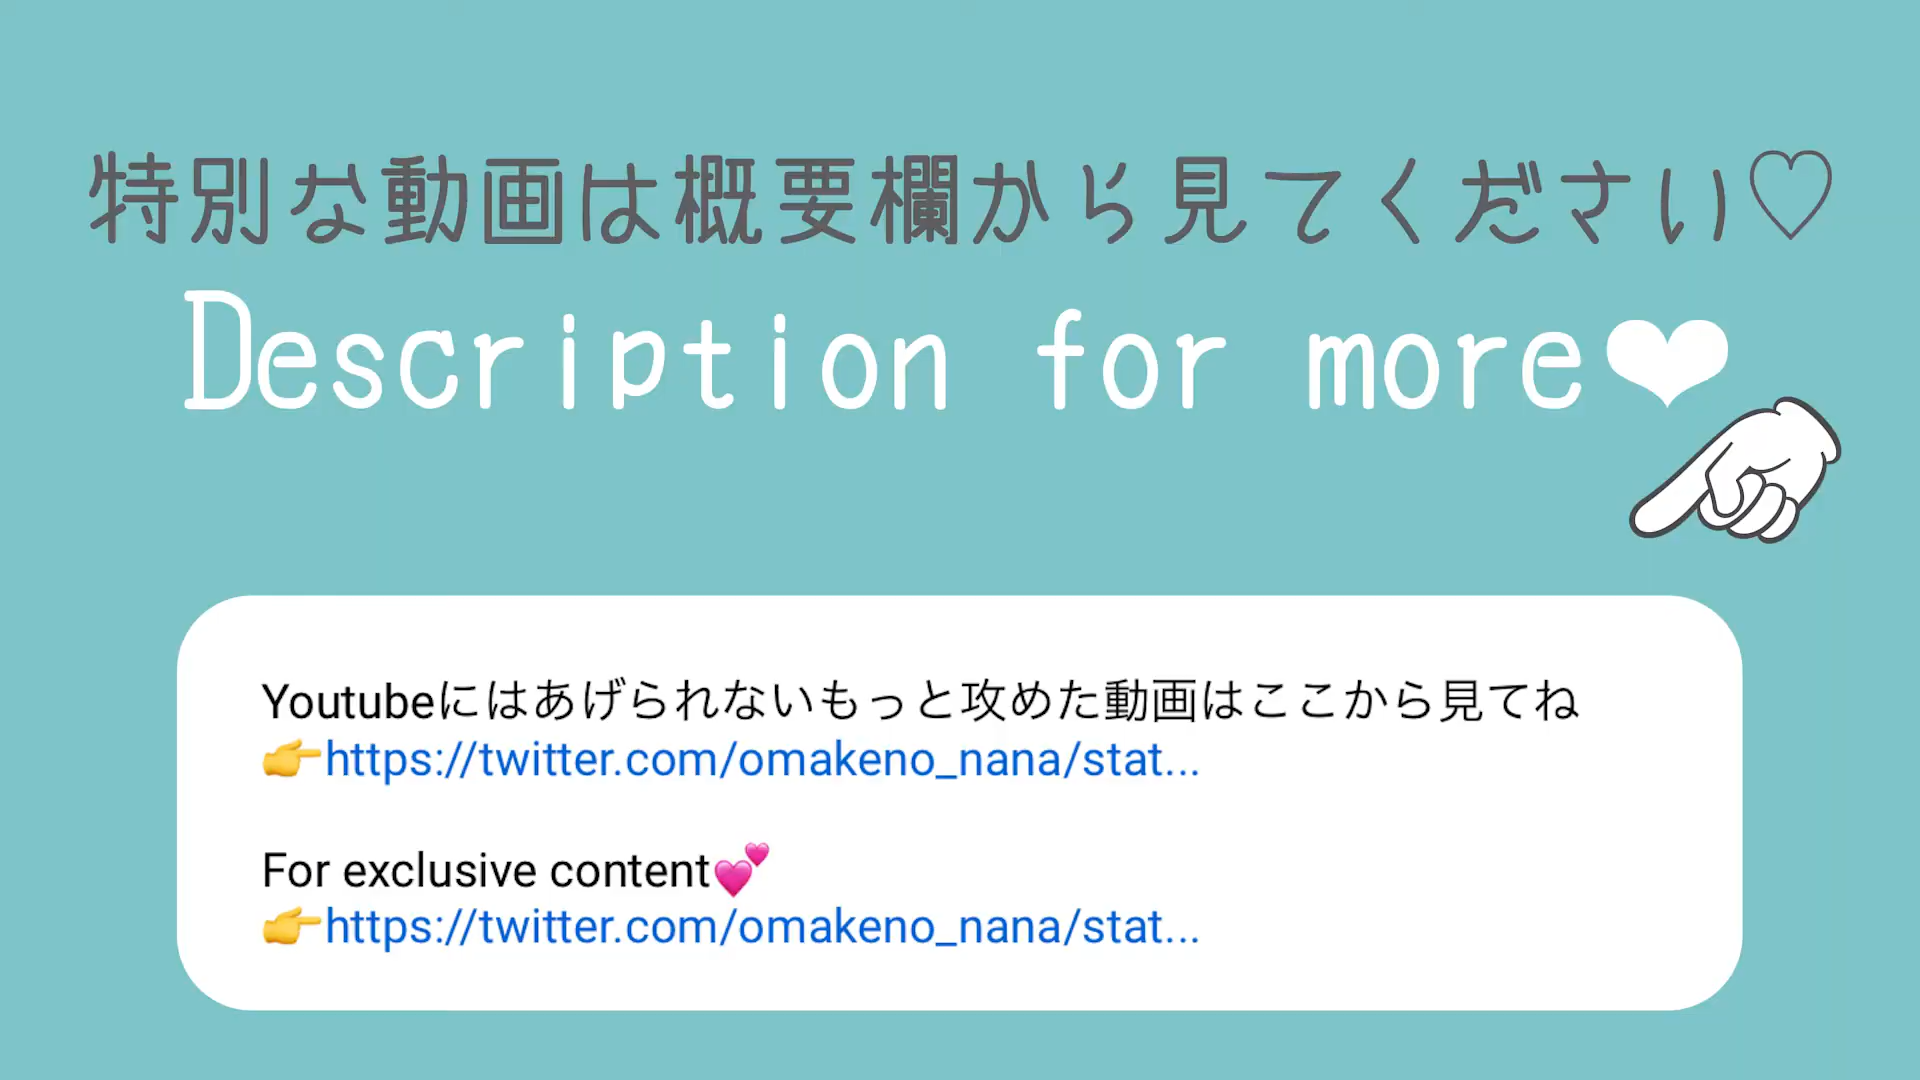 特別な動画は概要欄から見てください♡
Description for more❤
Youtubeにはあげられないもっと攻めた動画はここから見てね
👉https://twitter.com/omakeno_nana/stat...
For exclusive content💕
👉https://twitter.com/omakeno_nana/stat...